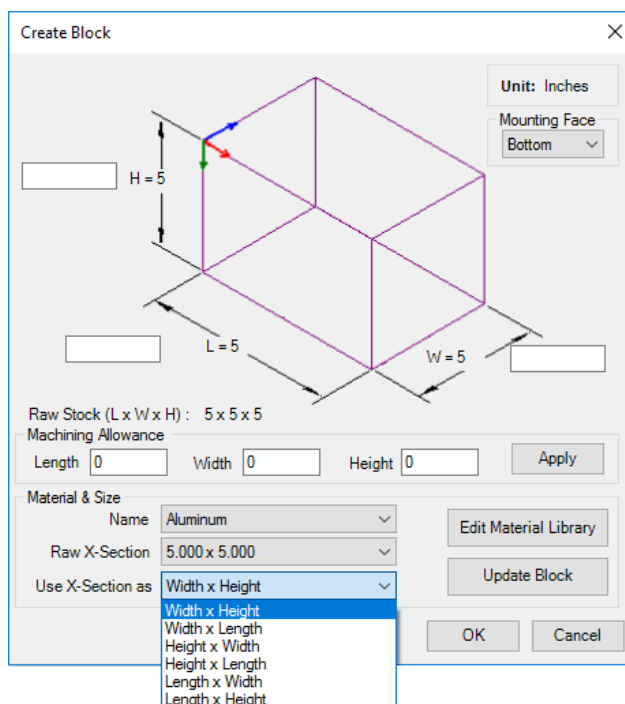 Create Block
Unit: Inches
Mounting Face
Bottom
H = 5
L = 5
W = 5
Raw Stock (L x W x H) : 5 x 5 x 5
Machining Allowance
Length 0 Width 0 Height 0 Apply
Material & Size
Name Aluminum
Edit Material Library
Raw X-Section 5.000 x 5.000
Update Block
Use X-Section as Width x Height
Width x Height
Width x Length
Height x Width
Height x Length
Length x Width
Length x Height
OK Cancel